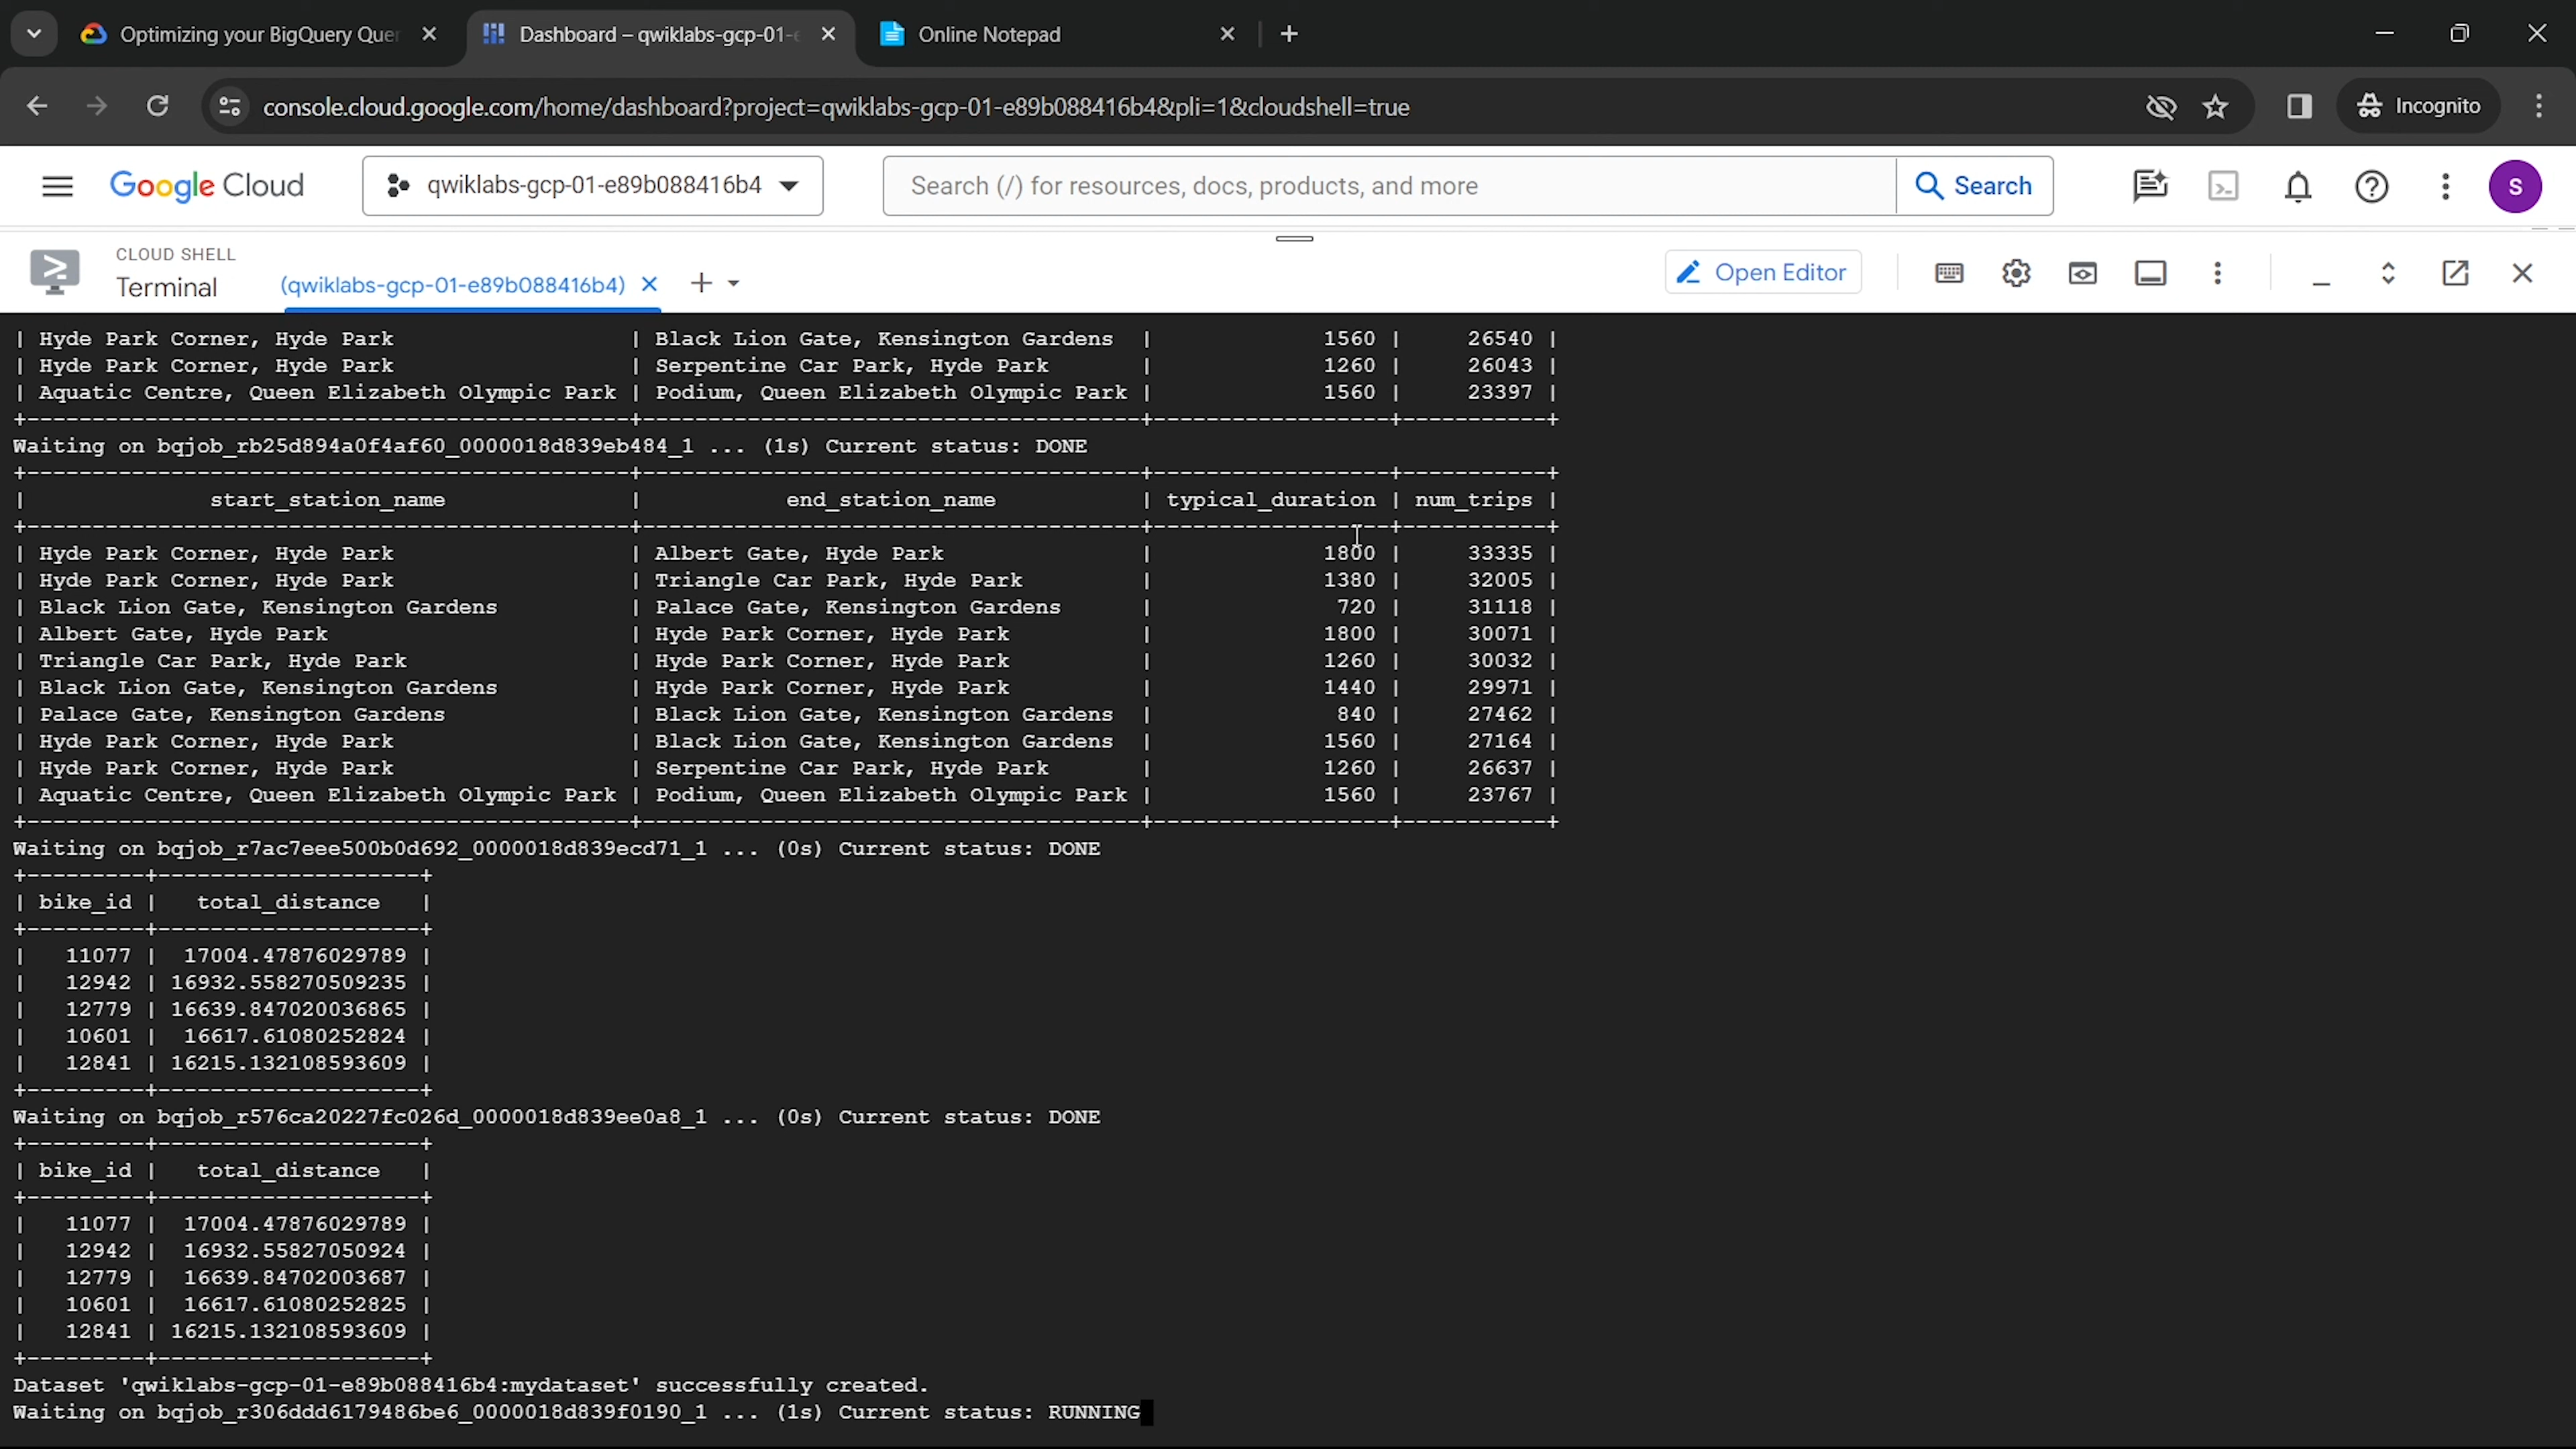 Optimizing your BigQuery Quer
Dashboard – qwiklabs-gcp-01-e
Online Notepad
console.cloud.google.com/home/dashboard?project=qwiklabs-gcp-01-e89b088416b4&pli=1&cloudshell=true
Incognito
Google Cloud
qwiklabs-gcp-01-e89b088416b4
Search (/) for resources, docs, products, and more
Search
S
CLOUD SHELL
Terminal
(qwiklabs-gcp-01-e89b088416b4)
Open Editor
| Hyde Park Corner, Hyde Park | Black Lion Gate, Kensington Gardens | 1560 | 26540 |
| Hyde Park Corner, Hyde Park | Serpentine Car Park, Hyde Park | 1260 | 26043 |
| Aquatic Centre, Queen Elizabeth Olympic Park | Podium, Queen Elizabeth Olympic Park | 1560 | 23397 |
Waiting on bqjob_rb25d894a0f4af60_0000018d839eb484_1 ... (1s) Current status: DONE
| start_station_name | end_station_name | typical_duration | num_trips |
| Hyde Park Corner, Hyde Park | Albert Gate, Hyde Park | 1800 | 33335 |
| Hyde Park Corner, Hyde Park | Triangle Car Park, Hyde Park | 1380 | 32005 |
| Black Lion Gate, Kensington Gardens | Palace Gate, Kensington Gardens | 720 | 31118 |
| Albert Gate, Hyde Park | Hyde Park Corner, Hyde Park | 1800 | 30071 |
| Triangle Car Park, Hyde Park | Hyde Park Corner, Hyde Park | 1260 | 30032 |
| Black Lion Gate, Kensington Gardens | Hyde Park Corner, Hyde Park | 1440 | 29971 |
| Palace Gate, Kensington Gardens | Black Lion Gate, Kensington Gardens | 840 | 27462 |
| Hyde Park Corner, Hyde Park | Black Lion Gate, Kensington Gardens | 1560 | 27164 |
| Hyde Park Corner, Hyde Park | Serpentine Car Park, Hyde Park | 1260 | 26637 |
| Aquatic Centre, Queen Elizabeth Olympic Park | Podium, Queen Elizabeth Olympic Park | 1560 | 23767 |
Waiting on bqjob_r7ac7eee500b0d692_0000018d839ecd71_1 ... (0s) Current status: DONE
| bike_id | total_distance |
| 11077 | 17004.47876029789 |
| 12942 | 16932.558270509235 |
| 12779 | 16639.847020036865 |
| 10601 | 16617.61080252824 |
| 12841 | 16215.132108593609 |
Waiting on bqjob_r576ca20227fc026d_0000018d839ee0a8_1 ... (0s) Current status: DONE
| bike_id | total_distance |
| 11077 | 17004.47876029789 |
| 12942 | 16932.55827050924 |
| 12779 | 16639.84702003687 |
| 10601 | 16617.61080252825 |
| 12841 | 16215.132108593609 |
Dataset 'qwiklabs-gcp-01-e89b088416b4:mydataset' successfully created.
Waiting on bqjob_r306ddd6179486be6_0000018d839f0190_1 ... (1s) Current status: RUNNING